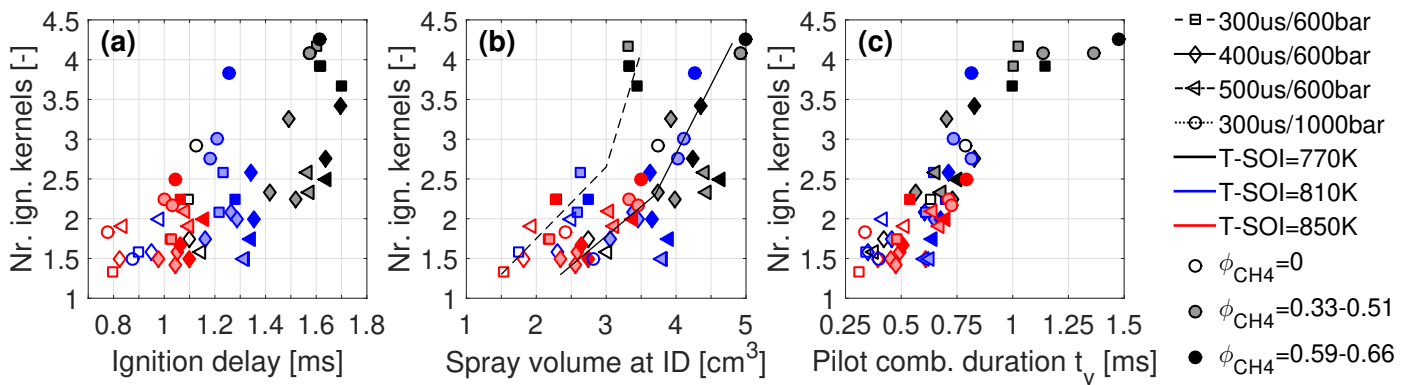 (a)
Nr. ign. kernels [-]
4.5
4
3.5
3
2.5
2
1.5
1
0.8
1
1.2
1.4
1.6
1.8
Ignition delay [ms]
(b)
Nr. ign. kernels [-]
4.5
4
3.5
3
2.5
2
1.5
1
1
2
3
4
5
Spray volume at ID [cm³]
(c)
Nr. ign. kernels [-]
4.5
4
3.5
3
2.5
2
1.5
1
0.25
0.5
0.75
1
1.25
1.5
Pilot comb. duration t_v [ms]
300us/600bar
400us/600bar
500us/600bar
300us/1000bar
T-SOI=770K
T-SOI=810K
T-SOI=850K
ϕ_CH4=0
ϕ_CH4=0.33-0.51
ϕ_CH4=0.59-0.66